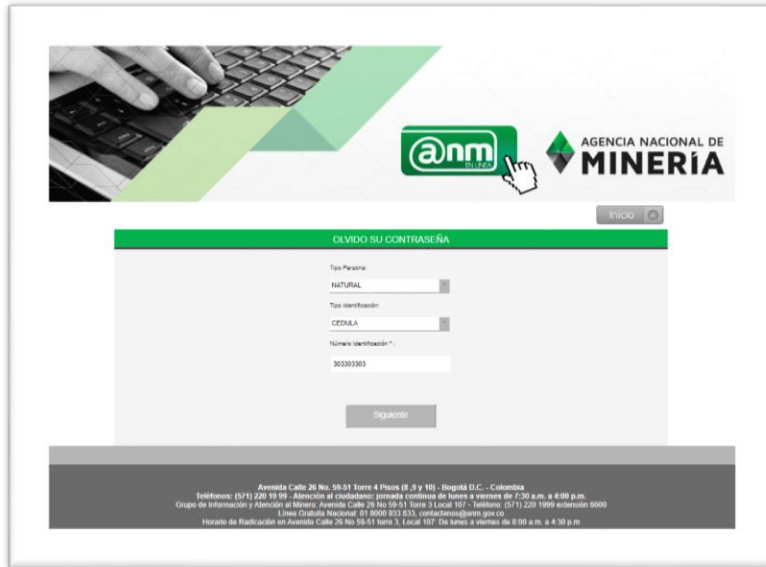 @nm
EN LINEA
AGENCIA NACIONAL DE
MINERÍA
Inicio
OLVIDO SU CONTRASEÑA
Tipo Persona:
NATURAL
Tipo Identificación:
CEDULA
Número Identificación * :
303303303
Siguiente
Avenida Calle 26 No. 59-51 Torre 4 Pisos (8 ,9 y 10) - Bogotá D.C. - Colombia
Teléfonos: (571) 220 19 99 - Atención al ciudadano: jornada continua de lunes a viernes de 7:30 a.m. a 4:00 p.m.
Grupo de Información y Atención al Minero: Avenida Calle 26 No 59-51 Torre 3 Local 107 - Teléfono: (571) 220 1999 extensión 6000
Línea Gratuita Nacional: 01 8000 933 833, contactenos@anm.gov.co
Horario de Radicación en Avenida Calle 26 No 59-51 torre 3, Local 107: De lunes a viernes de 8:00 a.m. a 4:30 p.m